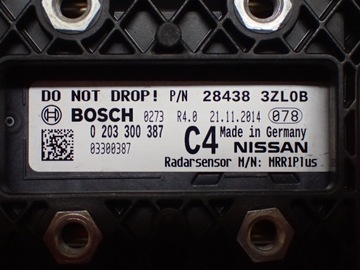 DO NOT DROP! P/N 28438 3ZL0B
BOSCH 0273 R4.0 21.11.2014 078
0 203 300 387 C4 Made in Germany
03300387 NISSAN
Radarsensor M/N: MRR1Plus